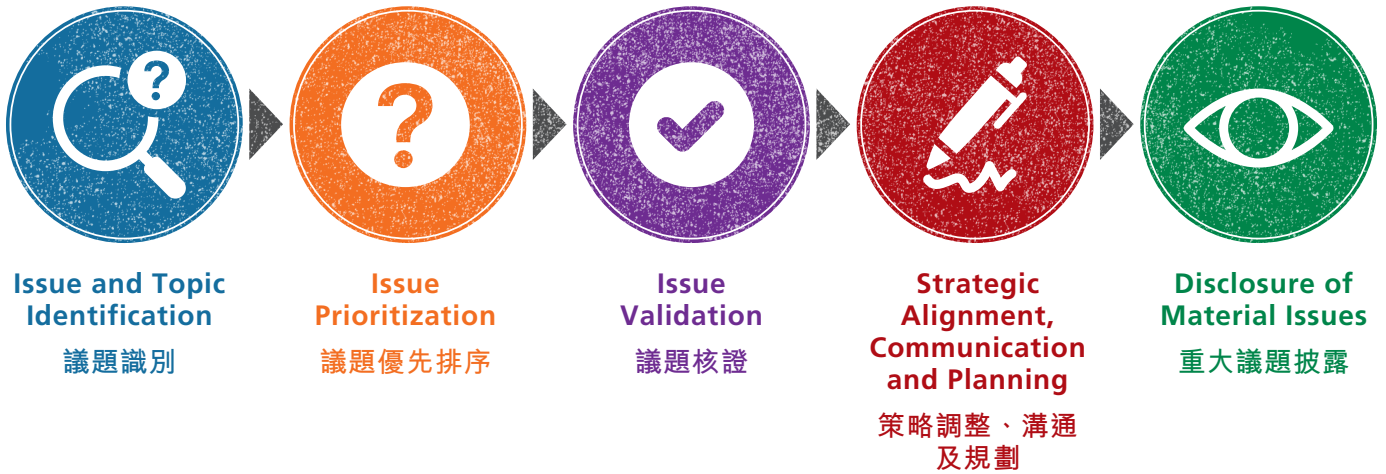 Issue and Topic
Identification
議題識別
Issue
Prioritization
議題優先排序
Issue
Validation
議題核證
Strategic
Alignment,
Communication
and Planning
策略調整、溝通
及規劃
Disclosure of
Material Issues
重大議題披露